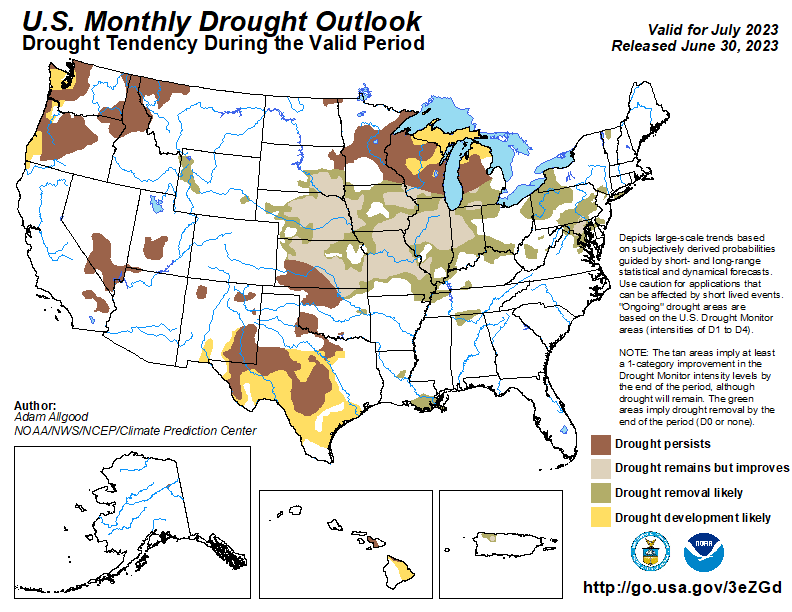 U.S. Monthly Drought Outlook
Drought Tendency During the Valid Period
Valid for July 2023
Released June 30, 2023
Depicts large-scale trends based
on subjectively derived probabilities
guided by short- and long-range
statistical and dynamical forecasts.
Use caution for applications that
can be affected by short lived events.
"Ongoing" drought areas are
based on the U.S. Drought Monitor
areas (intensities of D1 to D4).
NOTE: The tan areas imply at least
a 1-category improvement in the
Drought Monitor intensity levels by
the end of the period, although
drought will remain. The green
areas imply drought removal by the
end of the period (D0 or none).
Author:
Adam Allgood
NOAA/NWS/NCEP/Climate Prediction Center
Drought persists
Drought remains but improves
Drought removal likely
Drought development likely
NOAA
http://go.usa.gov/3eZGd